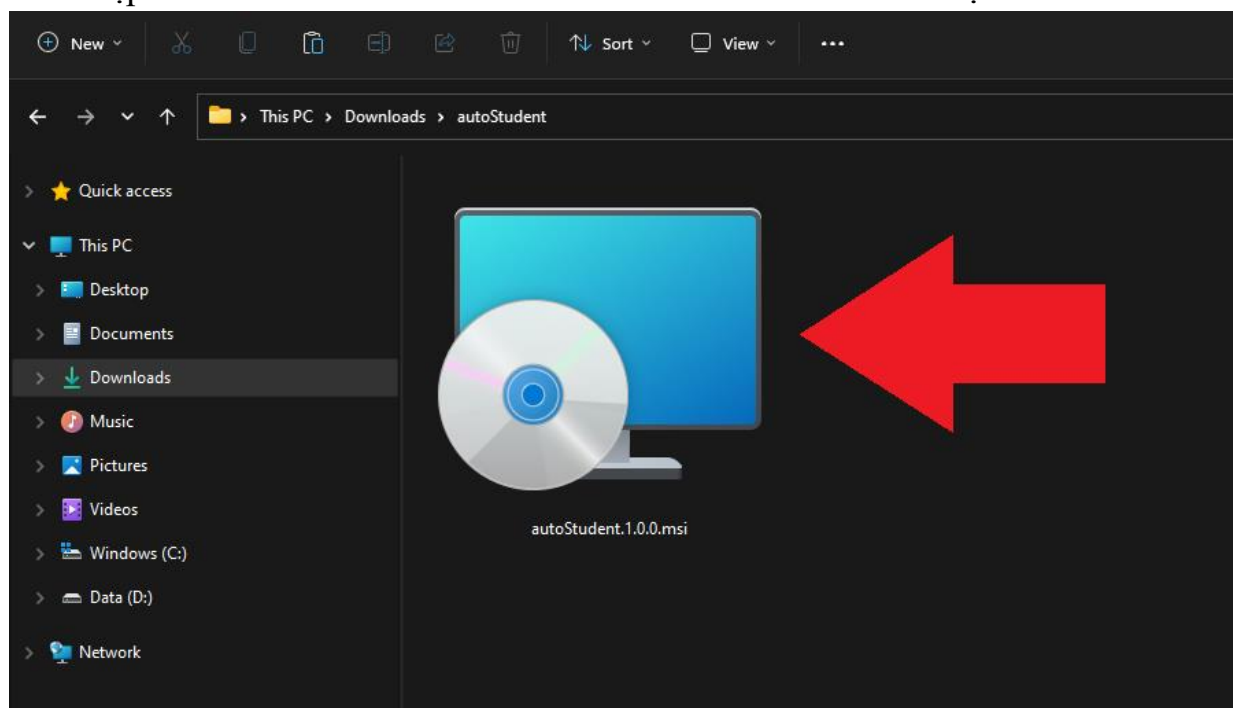 New
Sort
View
This PC > Downloads > autoStudent
Quick access
This PC
Desktop
Documents
Downloads
Music
Pictures
Videos
Windows (C:)
Data (D:)
Network
autoStudent.1.0.0.msi